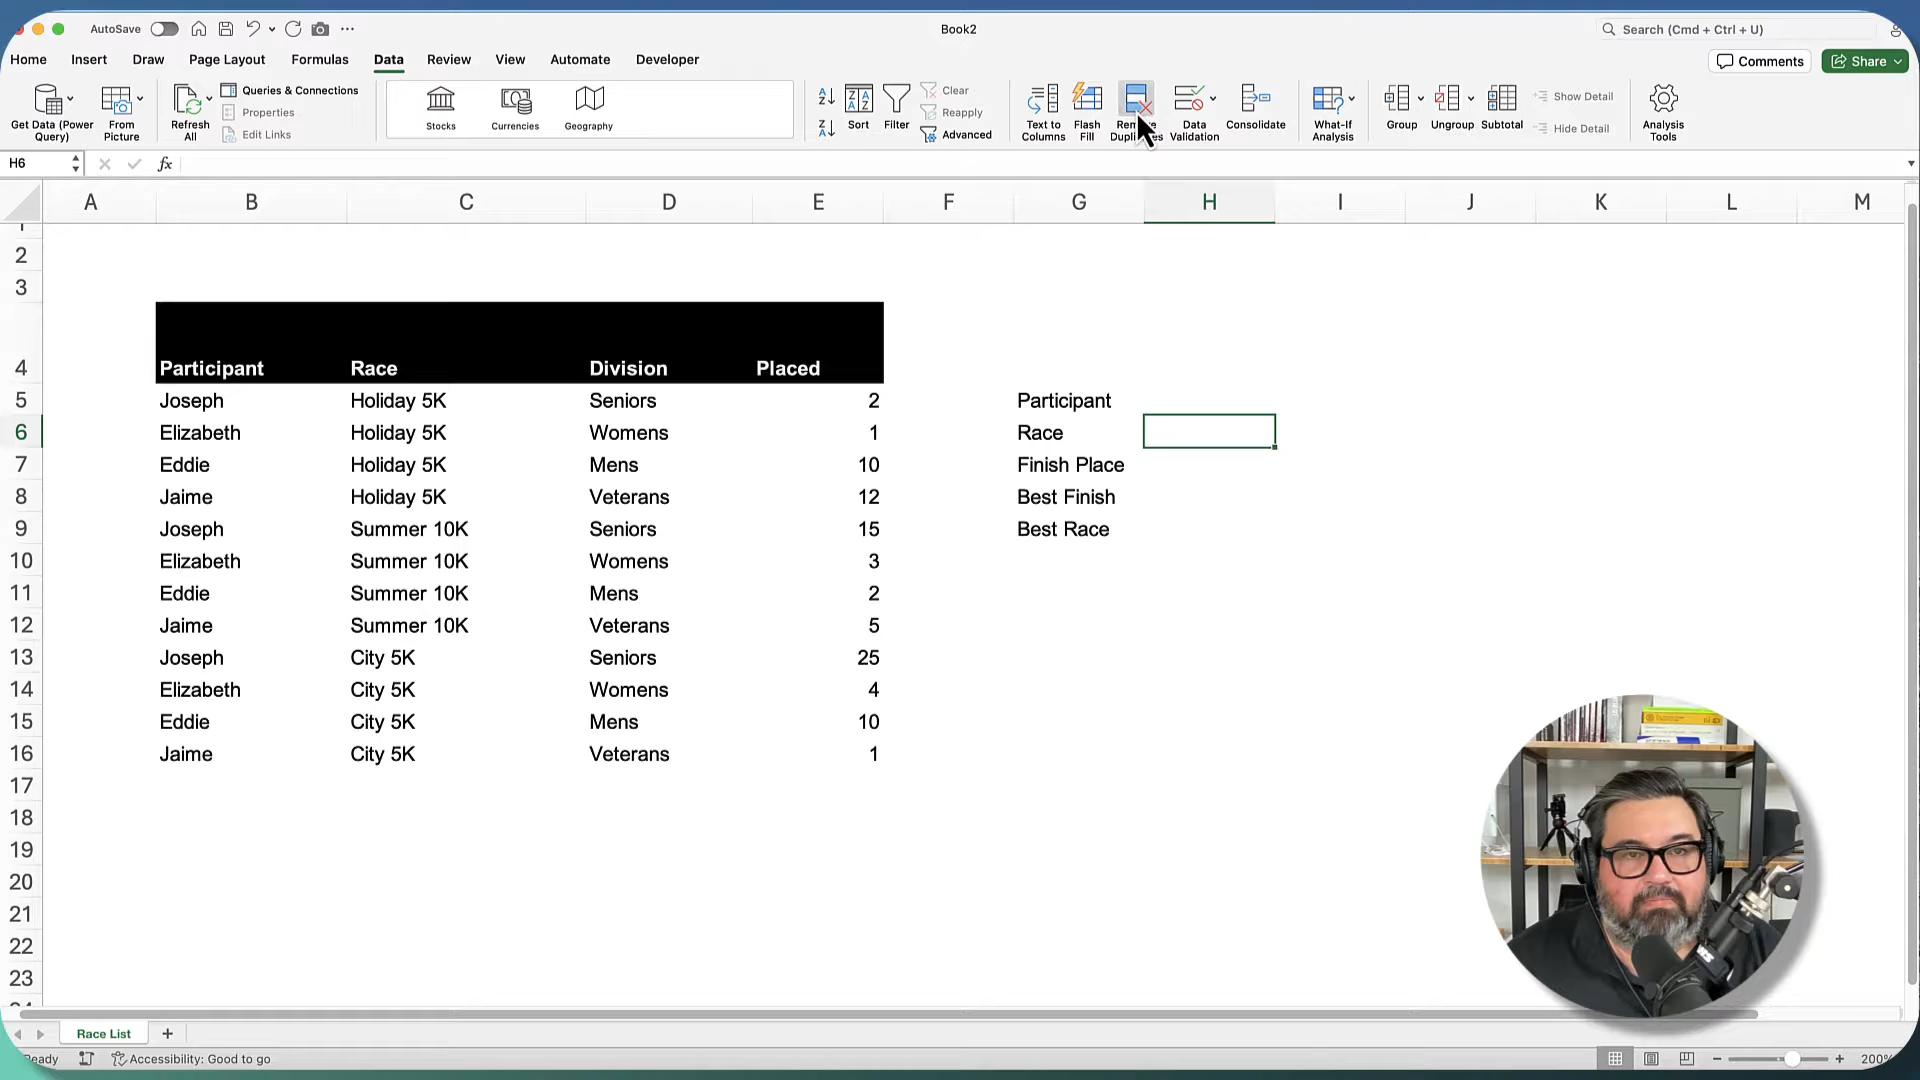 AutoSave
Book2
Search (Cmd + Ctrl + U)
Home Insert Draw Page Layout Formulas Data Review View Automate Developer
Comments Share
Get Data (Power Query)
From Picture
Refresh All
Queries & Connections
Properties
Edit Links
Stocks Currencies Geography
Sort Filter
Clear
Reapply
Advanced
Text to Columns
Flash Fill
Data Validation
Consolidate
What-If Analysis
Group Ungroup Subtotal
Show Detail
Hide Detail
Analysis Tools
H6 fx
A B C D E F G H I J K L M
2
3
4 Participant Race Division Placed
5 Joseph Holiday 5K Seniors 2 Participant
6 Elizabeth Holiday 5K Womens 1 Race
7 Eddie Holiday 5K Mens 10 Finish Place
8 Jaime Holiday 5K Veterans 12 Best Finish
9 Joseph Summer 10K Seniors 15 Best Race
10 Elizabeth Summer 10K Womens 3
11 Eddie Summer 10K Mens 2
12 Jaime Summer 10K Veterans 5
13 Joseph City 5K Seniors 25
14 Elizabeth City 5K Womens 4
15 Eddie City 5K Mens 10
16 Jaime City 5K Veterans 1
17
18
19
20
21
22
23
Race List
Accessibility: Good to go
200%